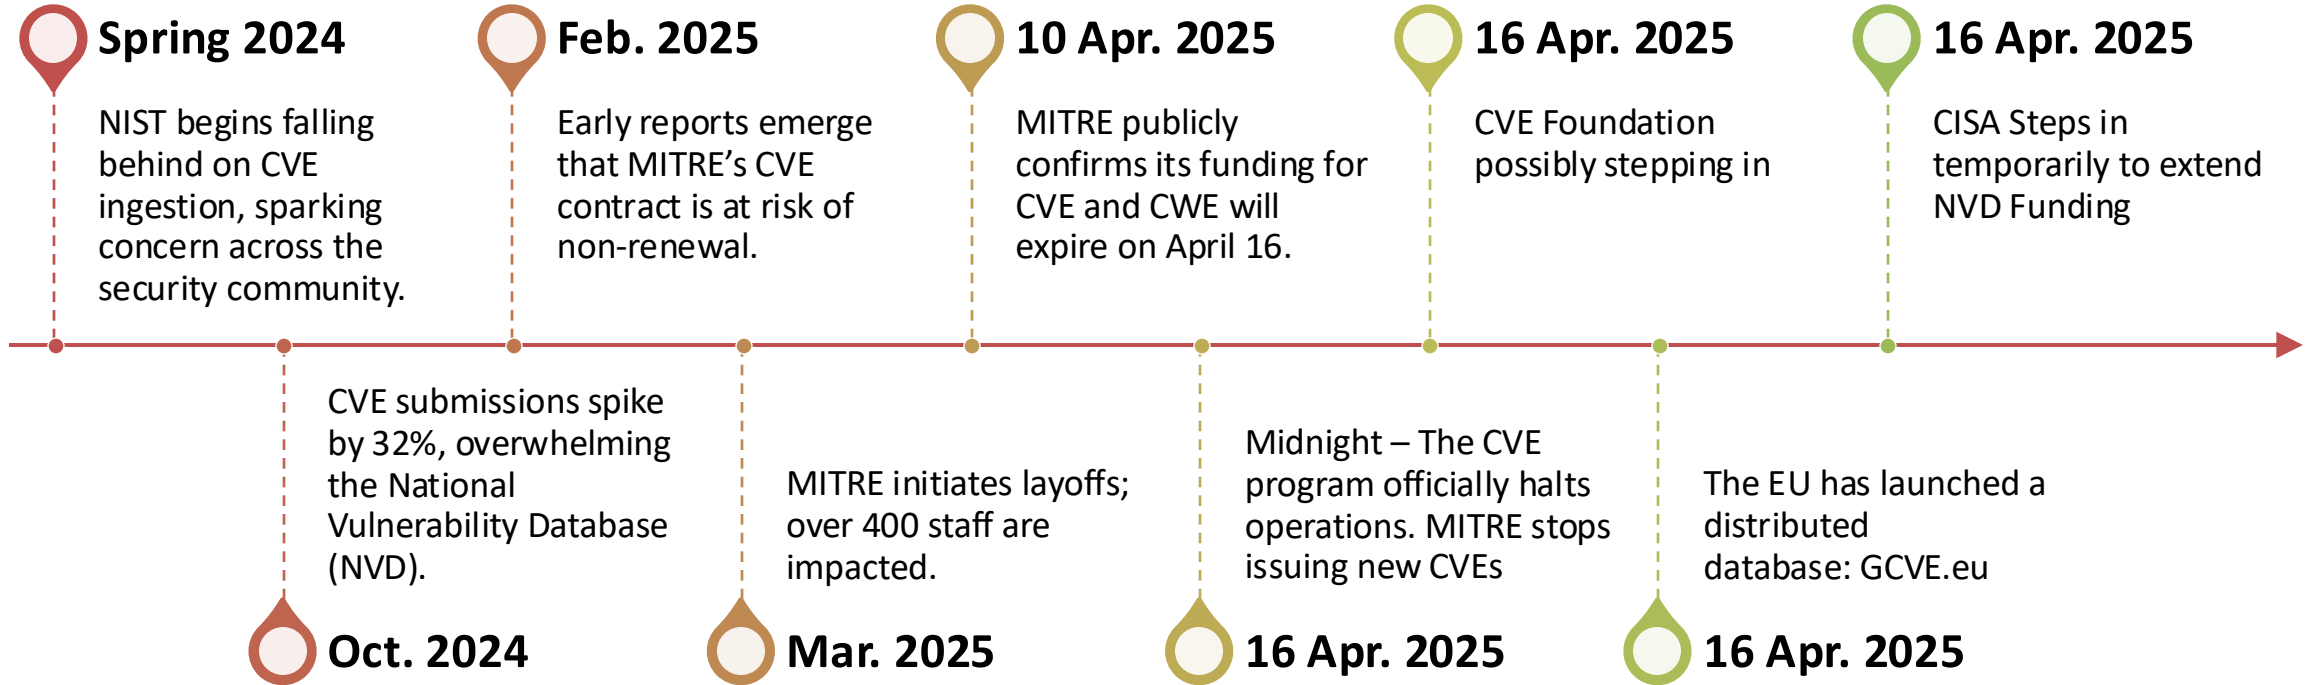 Spring 2024
NIST begins falling
behind on CVE
ingestion, sparking
concern across the
security community.
CVE submissions spike
by 32%, overwhelming
the National
Vulnerability Database
(NVD).
Oct. 2024
Feb. 2025
Early reports emerge
that MITRE’s CVE
contract is at risk of
non-renewal.
MITRE initiates layoffs;
over 400 staff are
impacted.
Mar. 2025
10 Apr. 2025
MITRE publicly
confirms its funding for
CVE and CWE will
expire on April 16.
Midnight – The CVE
program officially halts
operations. MITRE stops
issuing new CVEs
16 Apr. 2025
16 Apr. 2025
CVE Foundation
possibly stepping in
The EU has launched a
distributed
database: GCVE.eu
16 Apr. 2025
16 Apr. 2025
CISA Steps in
temporarily to extend
NVD Funding